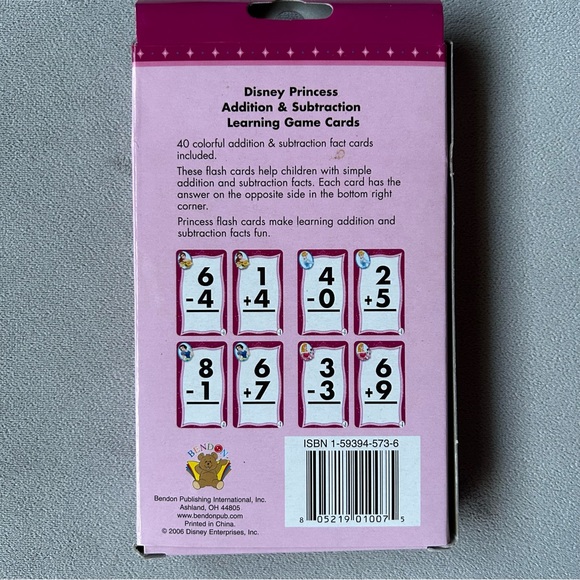 Disney Princess
Addition & Subtraction
Learning Game Cards
40 colorful addition & subtraction fact cards
included.
These flash cards help children with simple
addition and subtraction facts. Each card has the
answer on the opposite side in the bottom right
corner.
Princess flash cards make learning addition and
subtraction facts fun.
6 1 4 2
-4 +4 -0 +5
8 6 3 6
-1 +7 -3 +9
BENDON
Bendon Publishing International, Inc.
Ashland, OH 44805
www.bendonpub.com
Printed in China.
© 2006 Disney Enterprises, Inc.
ISBN 1-59394-573-6
8 05219 01007 5